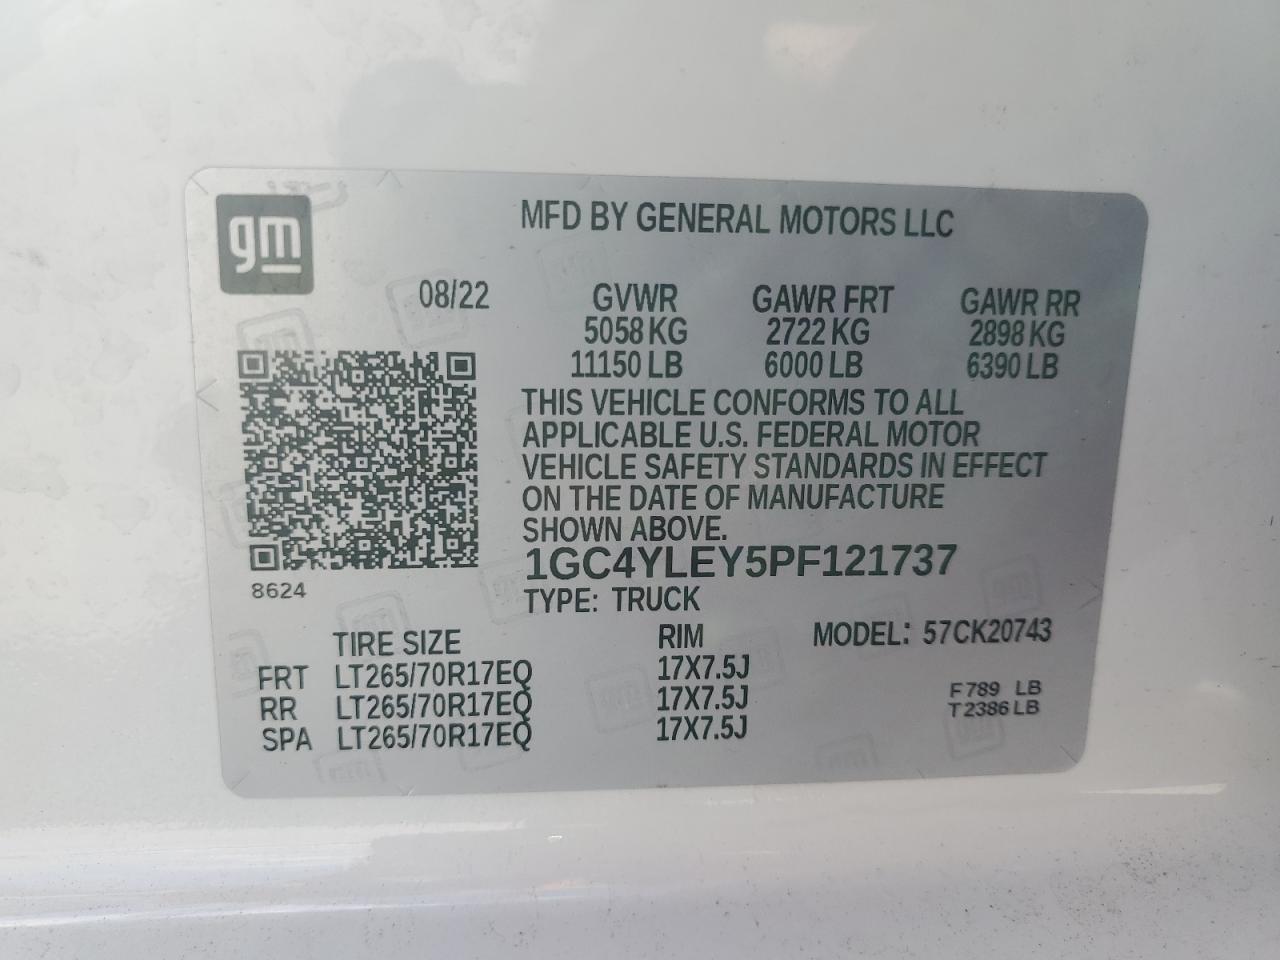 gm
MFD BY GENERAL MOTORS LLC
08/22 GVWR GAWR FRT GAWR RR
5058 KG 2722 KG 2898 KG
11150 LB 6000 LB 6390 LB
THIS VEHICLE CONFORMS TO ALL
APPLICABLE U.S. FEDERAL MOTOR
VEHICLE SAFETY STANDARDS IN EFFECT
ON THE DATE OF MANUFACTURE
SHOWN ABOVE.
1GC4YLEY5PF121737
8624
TYPE: TRUCK
TIRE SIZE RIM MODEL: 57CK20743
FRT LT265/70R17EQ 17X7.5J
RR LT265/70R17EQ 17X7.5J F789 LB
SPA LT265/70R17EQ 17X7.5J T2386LB